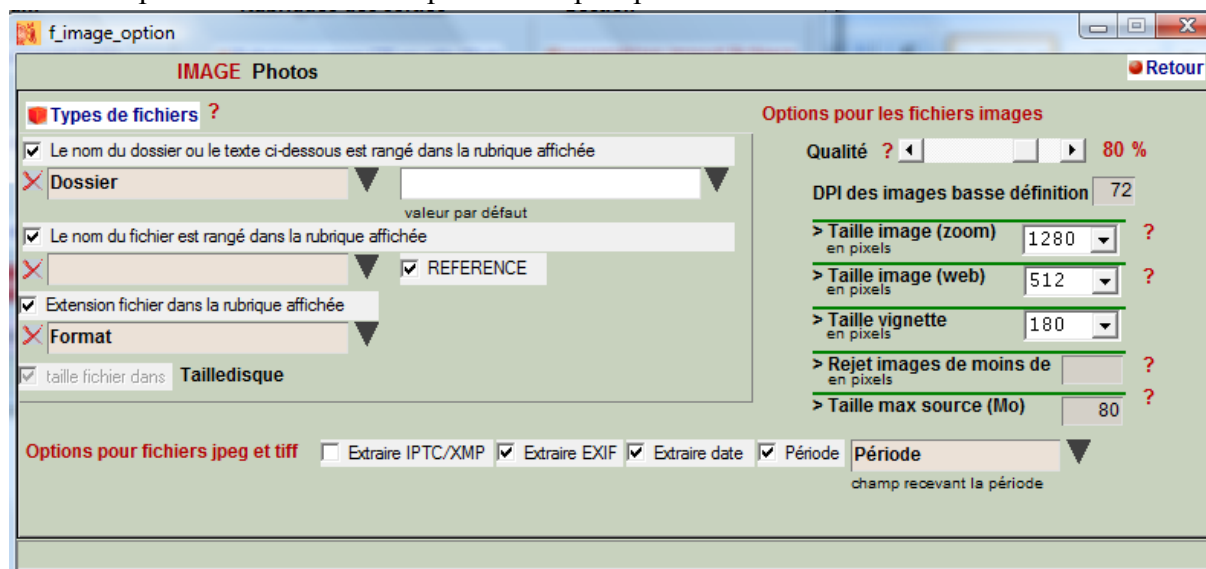 f_image_option
IMAGE Photos
Retour
Types de fichiers ?
Le nom du dossier ou le texte ci-dessous est rangé dans la rubrique affichée
Dossier
valeur par défaut
Le nom du fichier est rangé dans la rubrique affichée
REFERENCE
Extension fichier dans la rubrique affichée
Format
taille fichier dans Tailledisque
Options pour les fichiers images
Qualité ? 80 %
DPI des images basse définition 72
> Taille image (zoom) 1280 ?
en pixels
> Taille image (web) 512 ?
en pixels
> Taille vignette 180
en pixels
> Rejet images de moins de ?
en pixels
> Taille max source (Mo) 80 ?
Options pour fichiers jpeg et tiff Extraire IPTC/XMP Extraire EXIF Extraire date Période Période
champ recevant la période